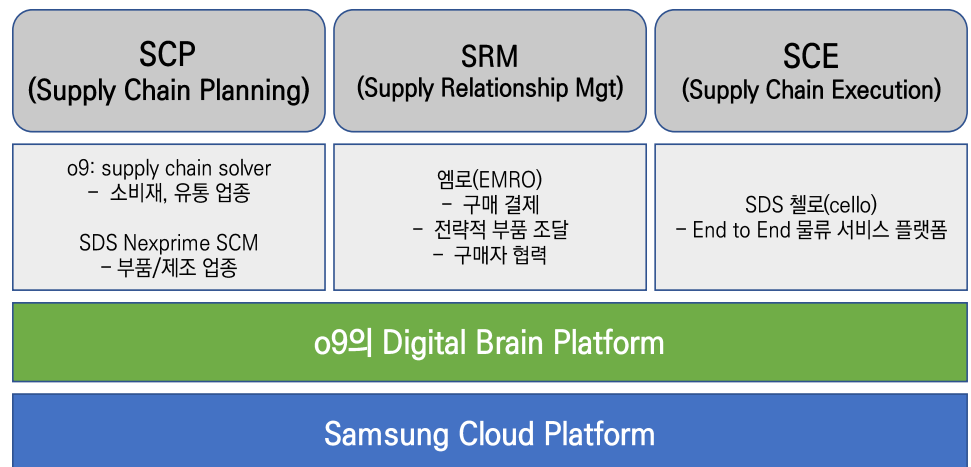 SCP
(Supply Chain Planning)
SRM
(Supply Relationship Mgt)
SCE
(Supply Chain Execution)
o9: supply chain solver
- 소비재, 유통 업종
SDS Nexprime SCM
- 부품/제조 업종
엠로(EMRO)
- 구매 결제
- 전략적 부품 조달
- 구매자 협력
SDS 첼로(cello)
- End to End 물류 서비스 플랫폼
o9의 Digital Brain Platform
Samsung Cloud Platform